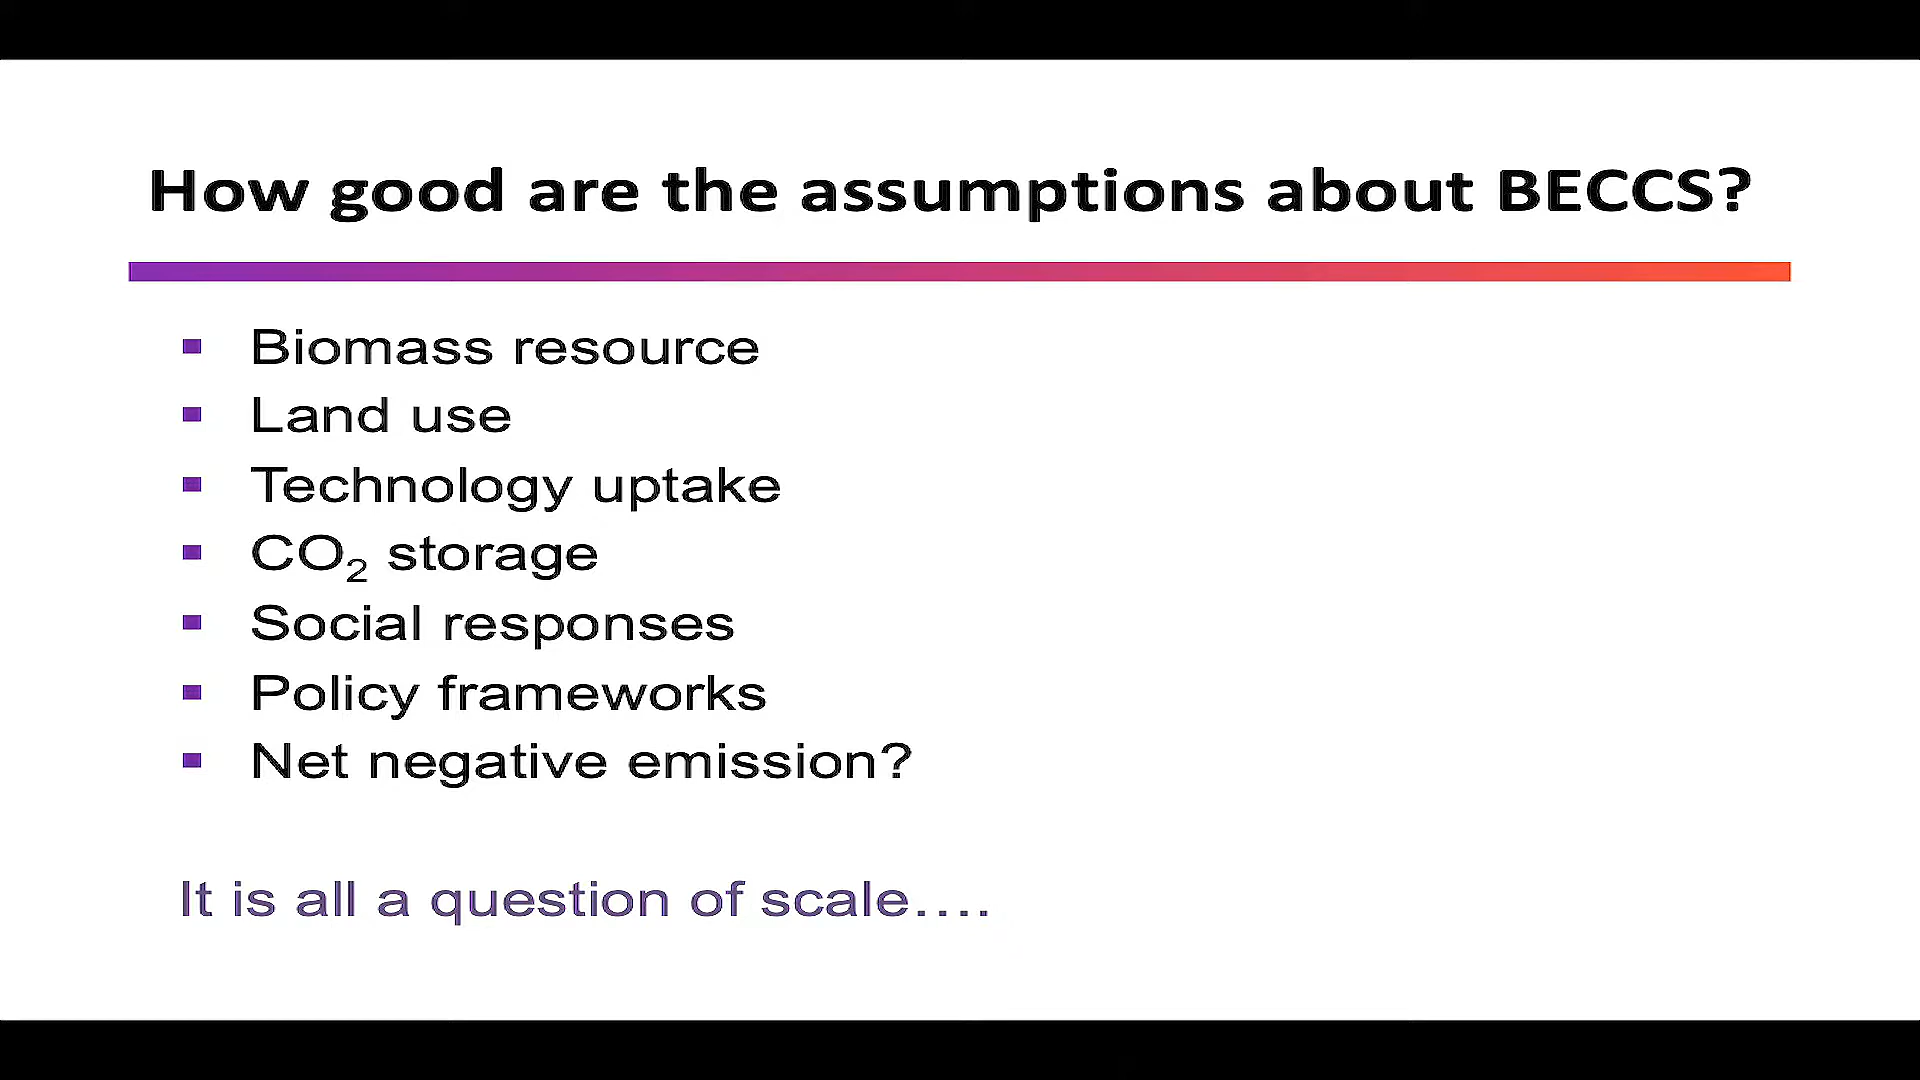 How good are the assumptions about BECCS?
Biomass resource
Land use
Technology uptake
CO₂ storage
Social responses
Policy frameworks
Net negative emission?
It is all a question of scale….